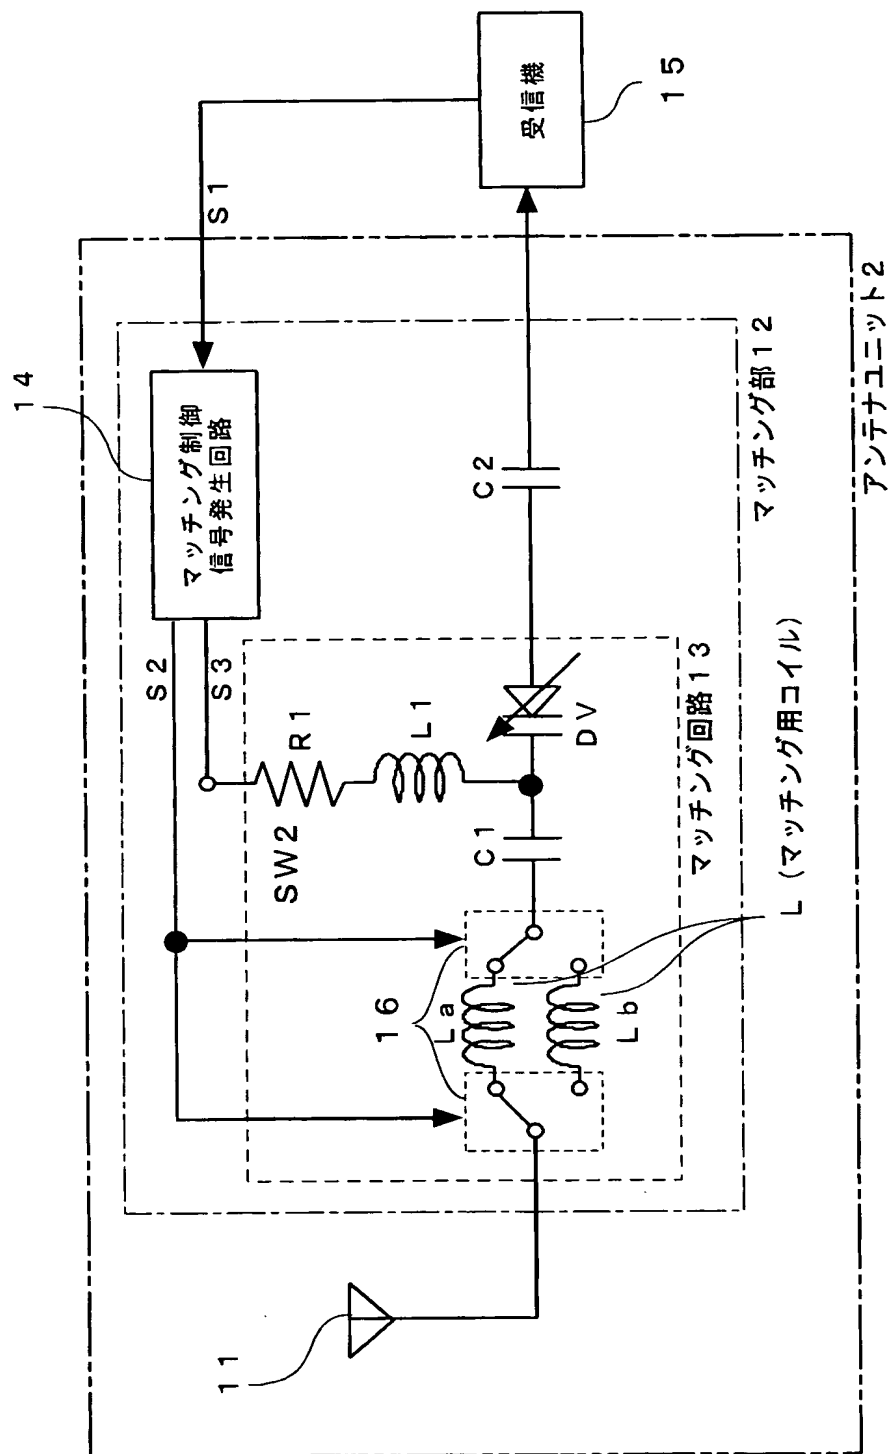 11
14
マッチング制御
信号発生回路
S1
S2
S3
受信機
15
SW2
R1
L1
16
La
Lb
C1
DV
C2
マッチング回路13
L（マッチング用コイル）
マッチング部12
アンテナユニット2